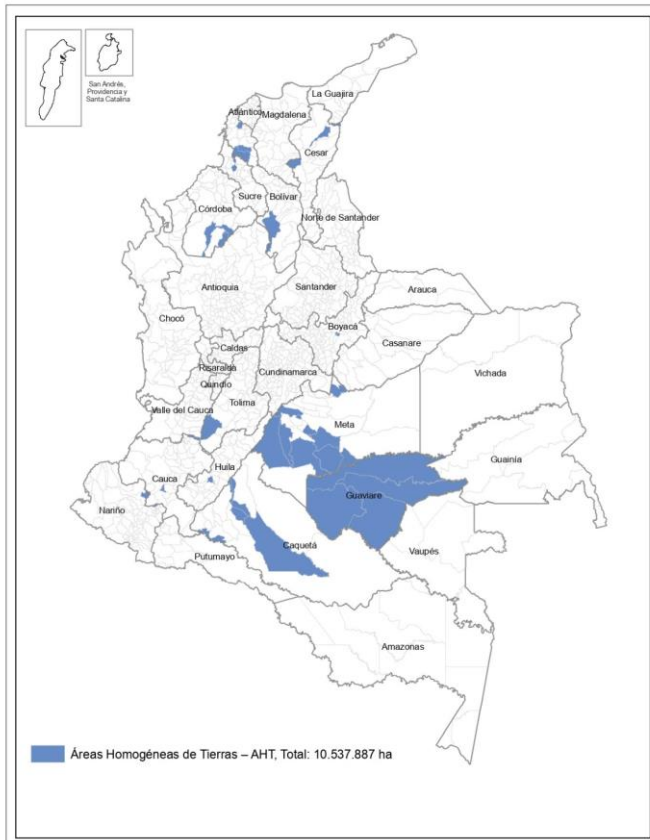 San Andrés,
Providencia y
Santa Catalina
La Guajira
Atlántico
Magdalena
Cesar
Sucre
Bolívar
Córdoba
Norte de Santander
Antioquia
Santander
Arauca
Chocó
Boyacá
Casanare
Caldas
Risaralda
Cundinamarca
Vichada
Quindío
Tolima
Valle del Cauca
Meta
Guainía
Huila
Cauca
Guaviare
Nariño
Caquetá
Vaupés
Putumayo
Amazonas
Áreas Homogéneas de Tierras – AHT, Total: 10.537.887 ha